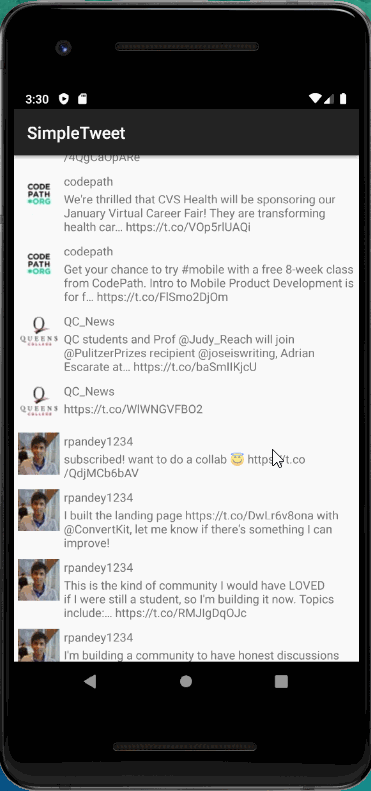 3:30
SimpleTweet
/4QgCaOpARe
CODE
PATH
ORG
codepath
We're thrilled that CVS Health will be sponsoring our
January Virtual Career Fair! They are transforming
health car… https://t.co/VOp5rlUAQi
CODE
PATH
ORG
codepath
Get your chance to try #mobile with a free 8-week class
from CodePath. Intro to Mobile Product Development is
for f… https://t.co/FlSmo2DjOm
QUEENS
COLLEGE
QC_News
QC students and Prof @Judy_Reach will join
@PulitzerPrizes recipient @joseiswriting, Adrian
Escarate at… https://t.co/baSmlIKjcU
QUEENS
COLLEGE
QC_News
https://t.co/WlWNGVFBO2
rpandey1234
subscribed! want to do a collab 😇 https://t.co
/QdjMCb6bAV
rpandey1234
I built the landing page https://t.co/DwLr6v8ona with
@ConvertKit, let me know if there's something I can
improve!
rpandey1234
This is the kind of community I would have LOVED
if I were still a student, so I'm building it now. Topics
include:… https://t.co/RMJIgDqOJc
rpandey1234
I'm building a community to have honest discussions